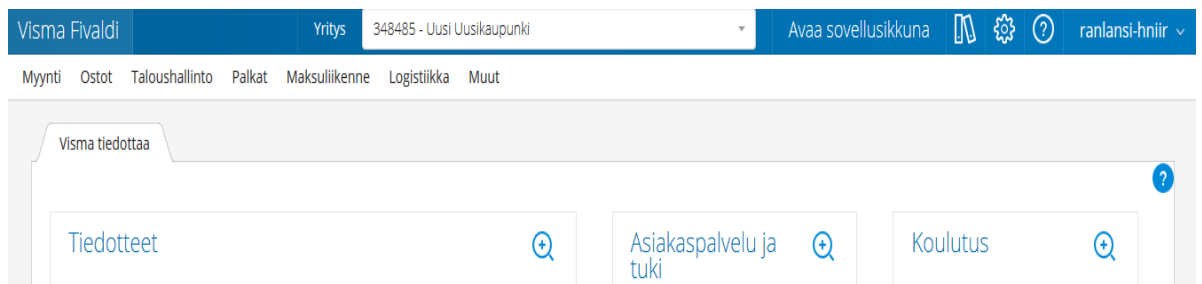 Visma Fivaldi Yritys 348485 - Uusi Uusikaupunki Avaa sovellusikkuna ? ranlansi-hniir
Myynti Ostot Taloushallinto Palkat Maksuliikenne Logistiikka Muut
Visma tiedottaa
?
Tiedotteet
Asiakaspalvelu ja
tuki
Koulutus